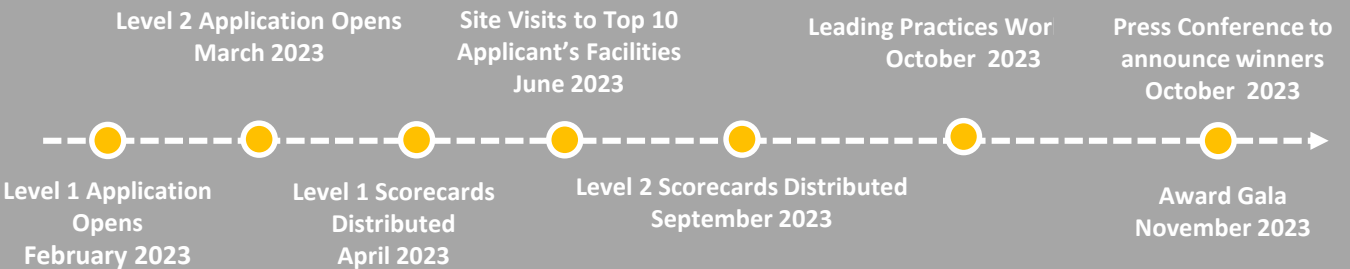 Level 2 Application Opens
March 2023
Site Visits to Top 10
Applicant’s Facilities
June 2023
Leading Practices
October 2023
Press Conference to
announce winners
October 2023
Level 1 Application
Opens
February 2023
Level 1 Scorecards
Distributed
April 2023
Level 2 Scorecards Distributed
September 2023
Award Gala
November 2023